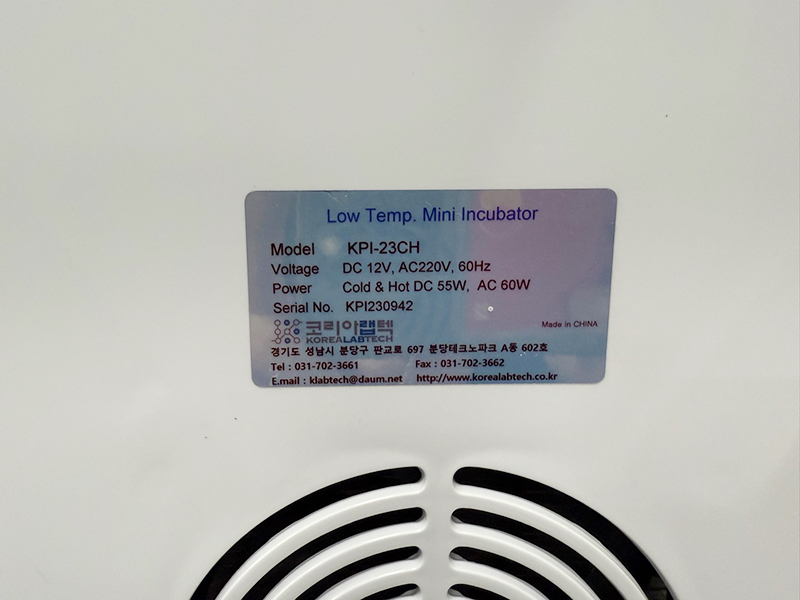 Low Temp. Mini Incubator
Model KPI-23CH
Voltage DC 12V, AC220V, 60Hz
Power Cold & Hot DC 55W, AC 60W
Serial No. KPI230942
코리아랩텍
KOREALABTECH
Made in CHINA
경기도 성남시 분당구 판교로 697 분당테크노파크 A동 602호
Tel : 031-702-3661 Fax : 031-702-3662
E.mail : klabtech@daum.net http://www.korealabtech.co.kr